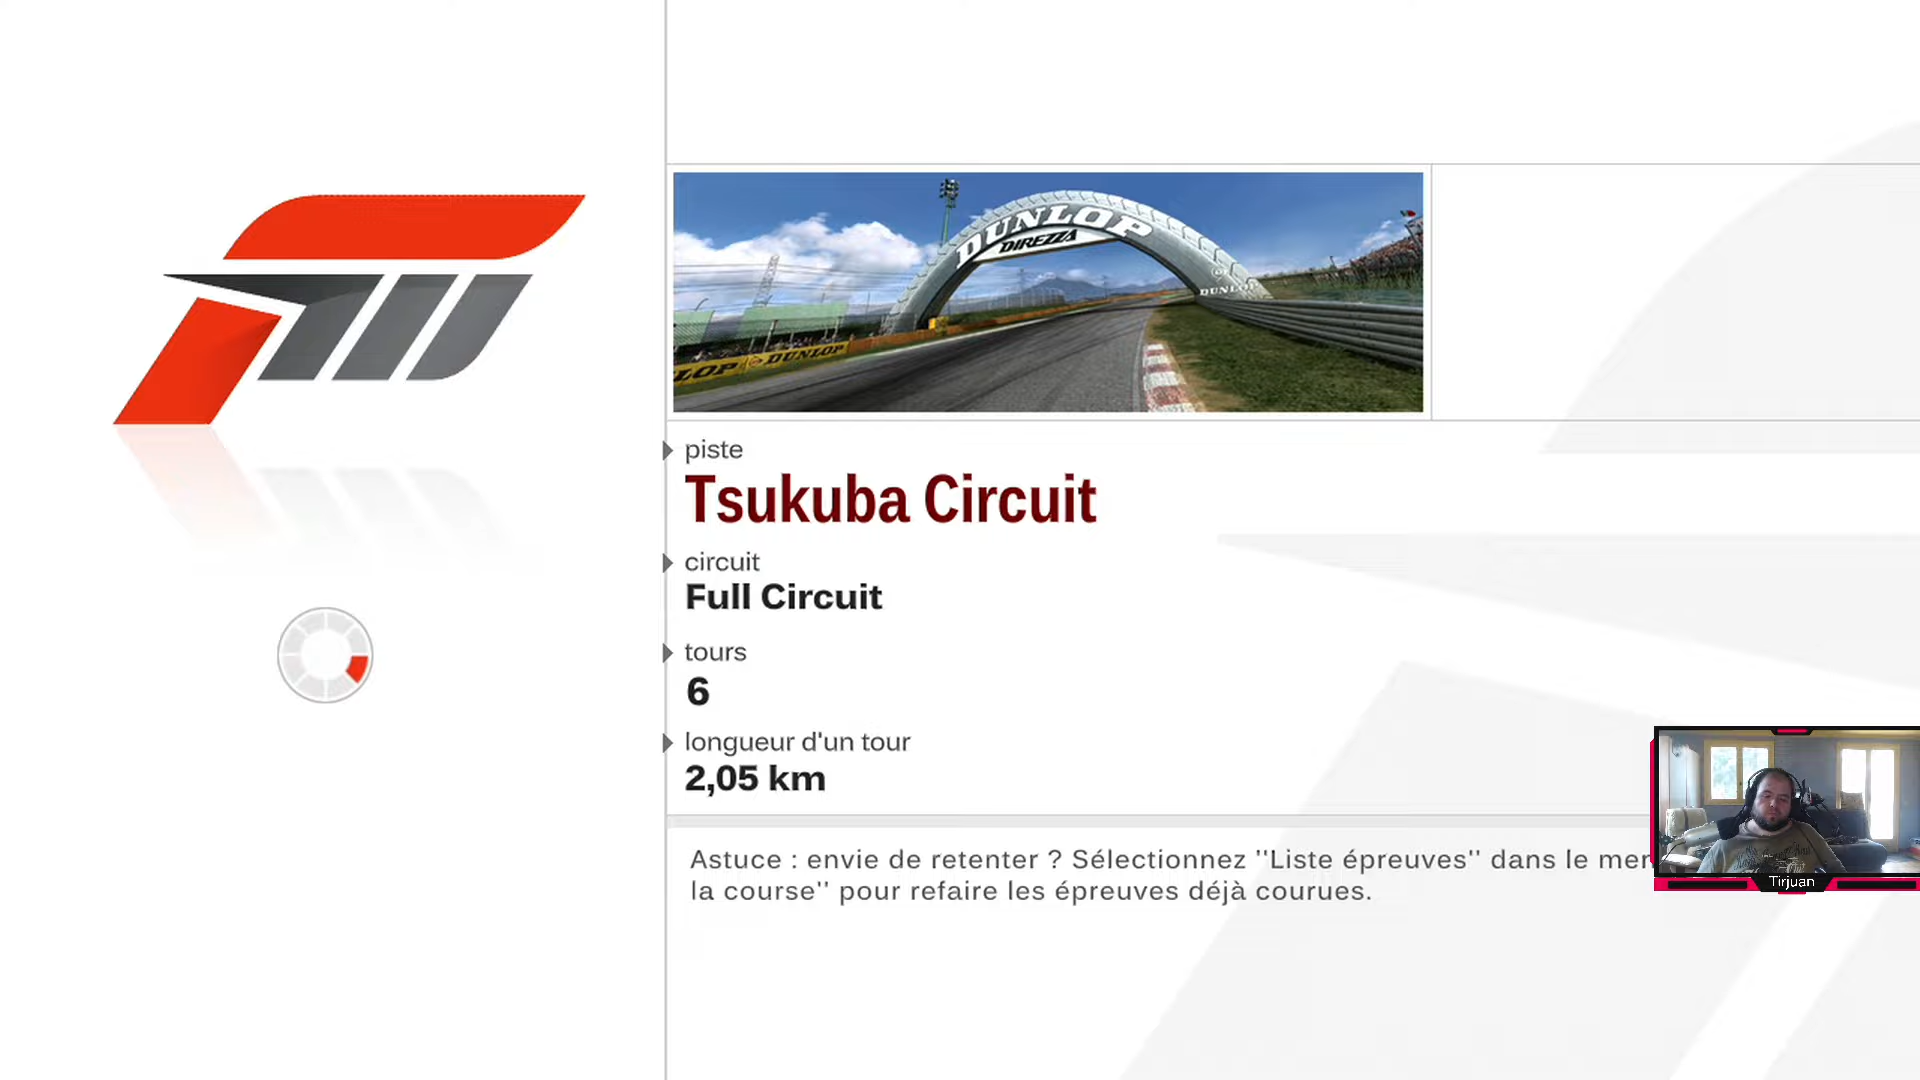 DUNLOP
DIREZZA
DUNLOP
LOP DUNLOP
piste
Tsukuba Circuit
circuit
Full Circuit
tours
6
longueur d'un tour
2,05 km
Astuce : envie de retenter ? Sélectionnez ''Liste épreuves'' dans le
la course'' pour refaire les épreuves déjà courues.
Tirjuan